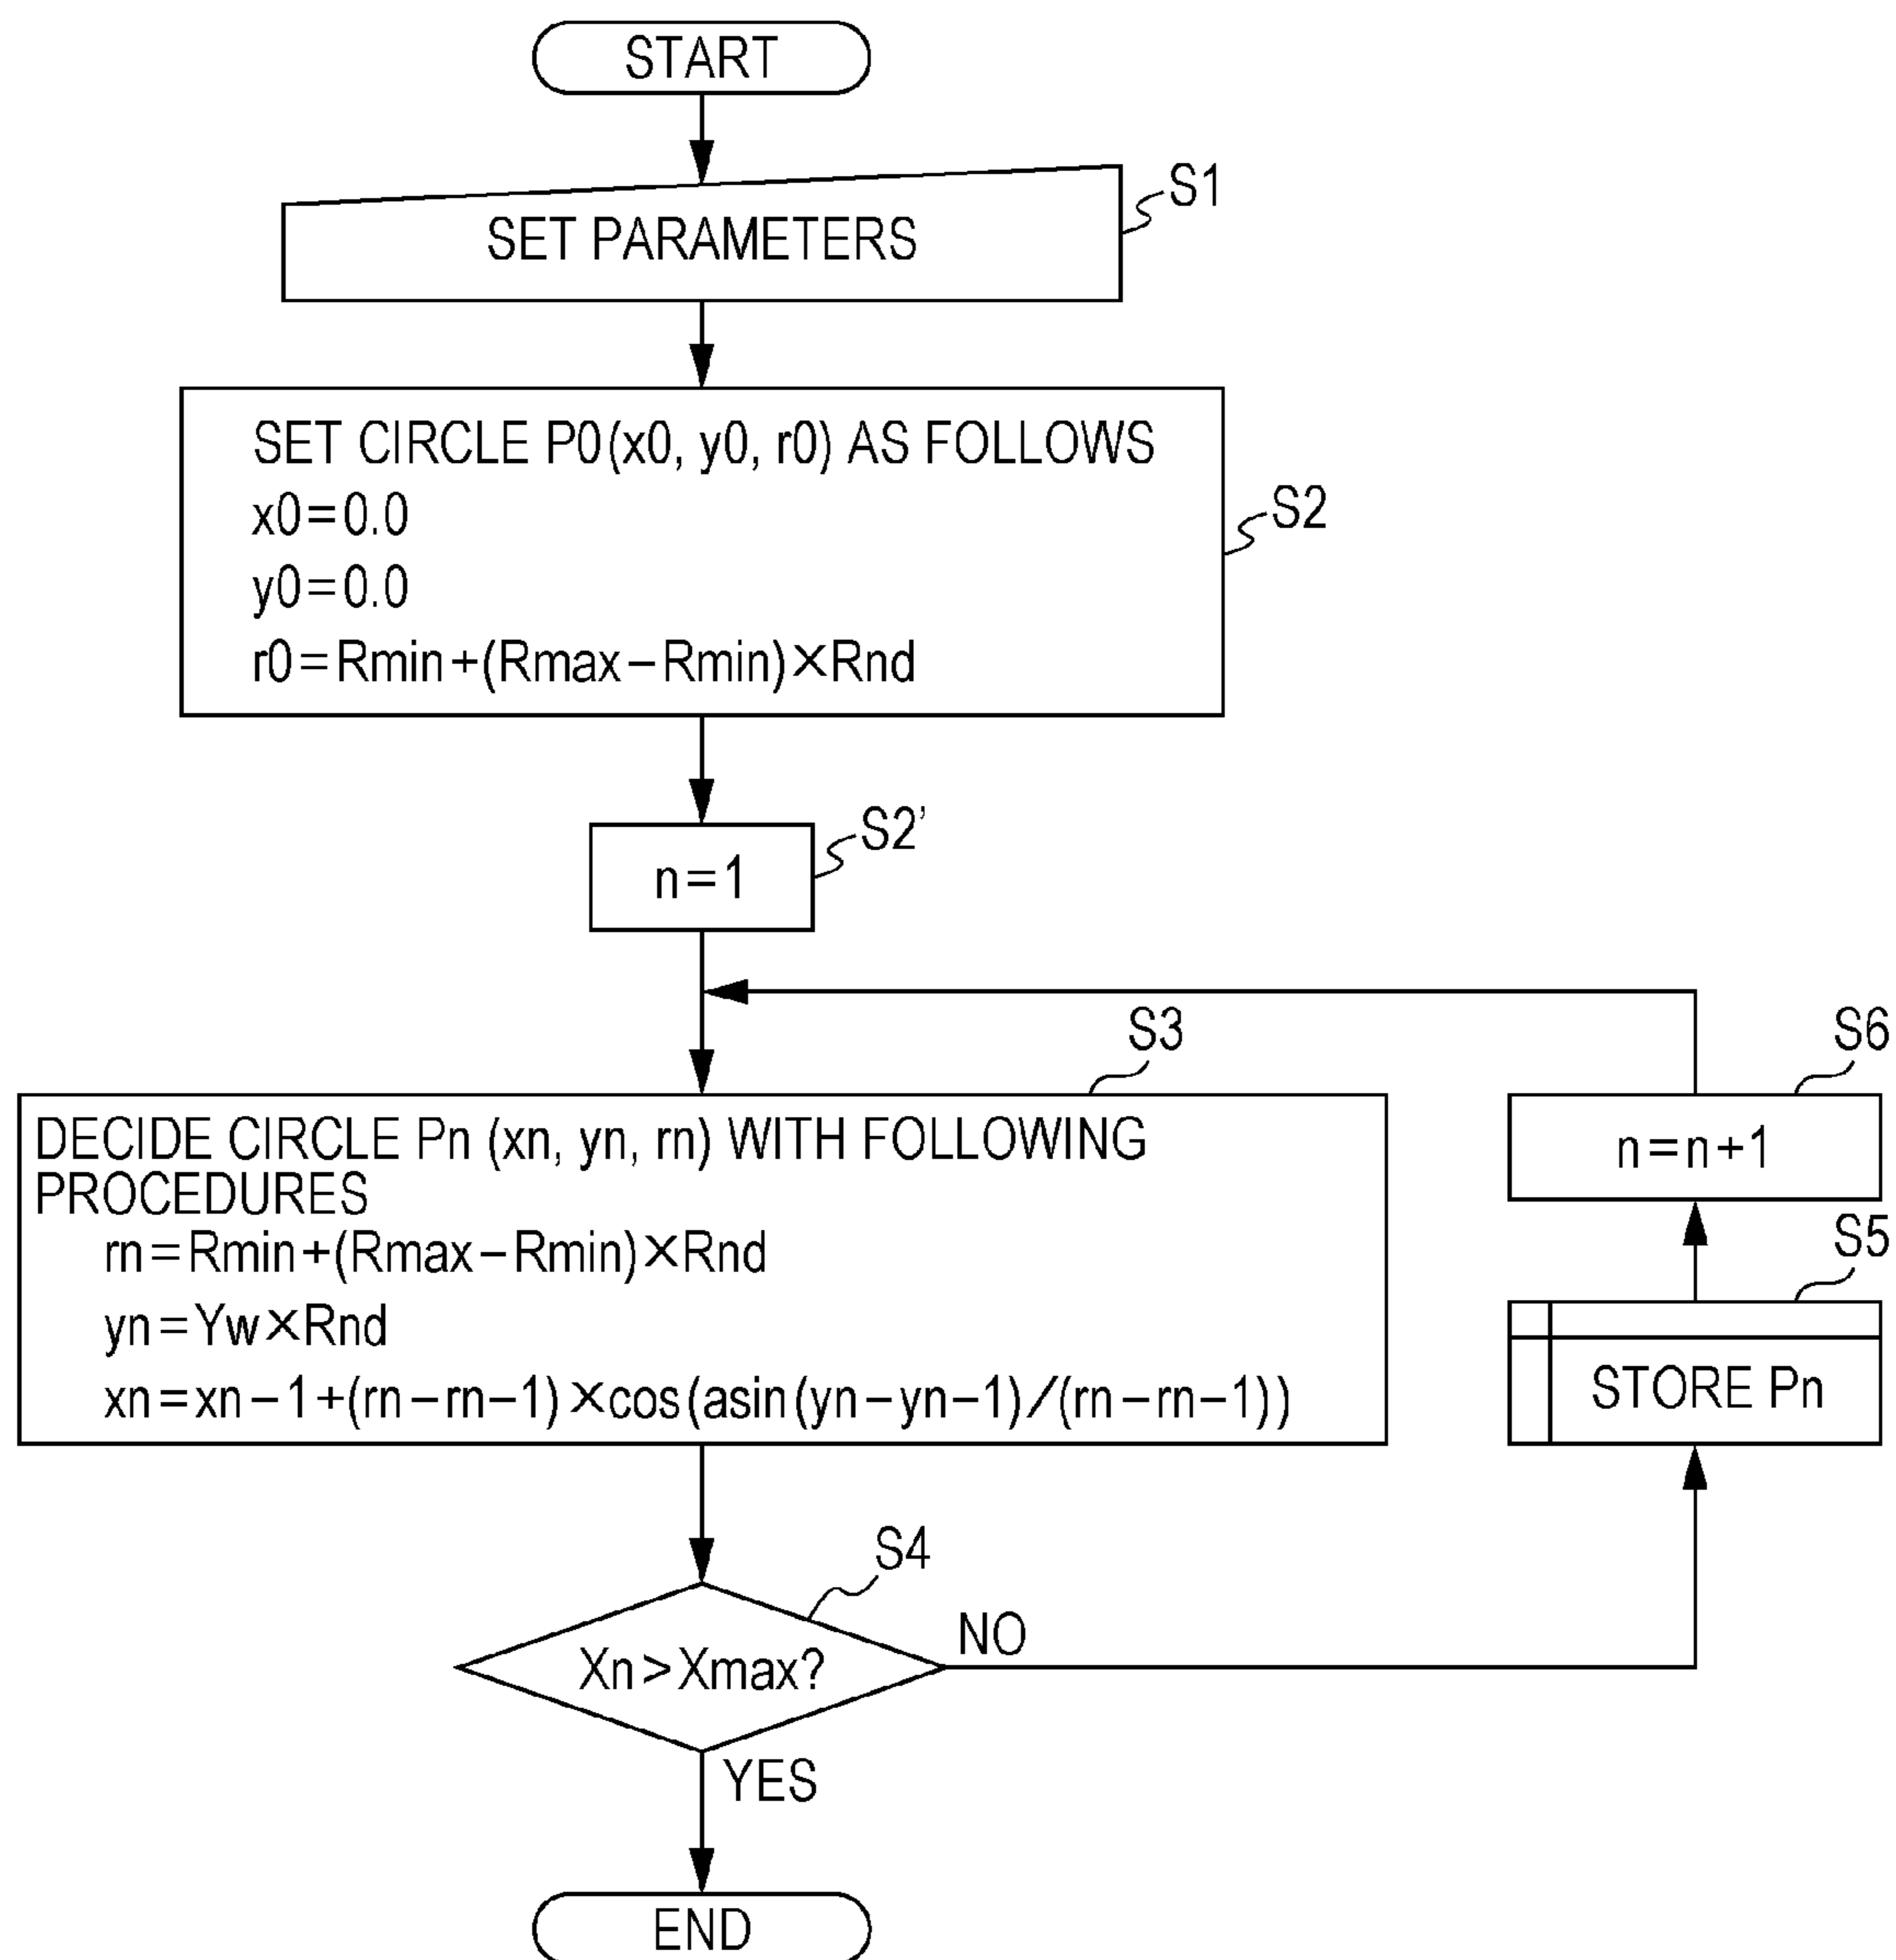 START
SET PARAMETERS
S1
SET CIRCLE P0(x0, y0, r0) AS FOLLOWS
x0=0.0
y0=0.0
r0=Rmin+(Rmax−Rmin)×Rnd
S2
n=1
S2'
S3
DECIDE CIRCLE Pn (xn, yn, rn) WITH FOLLOWING
PROCEDURES
rn=Rmin+(Rmax−Rmin)×Rnd
yn=Yw×Rnd
xn=xn−1+(rn−rn−1)×cos(asin(yn−yn−1)/(rn−rn−1))
S6
n=n+1
S5
STORE Pn
S4
Xn>Xmax?
NO
YES
END